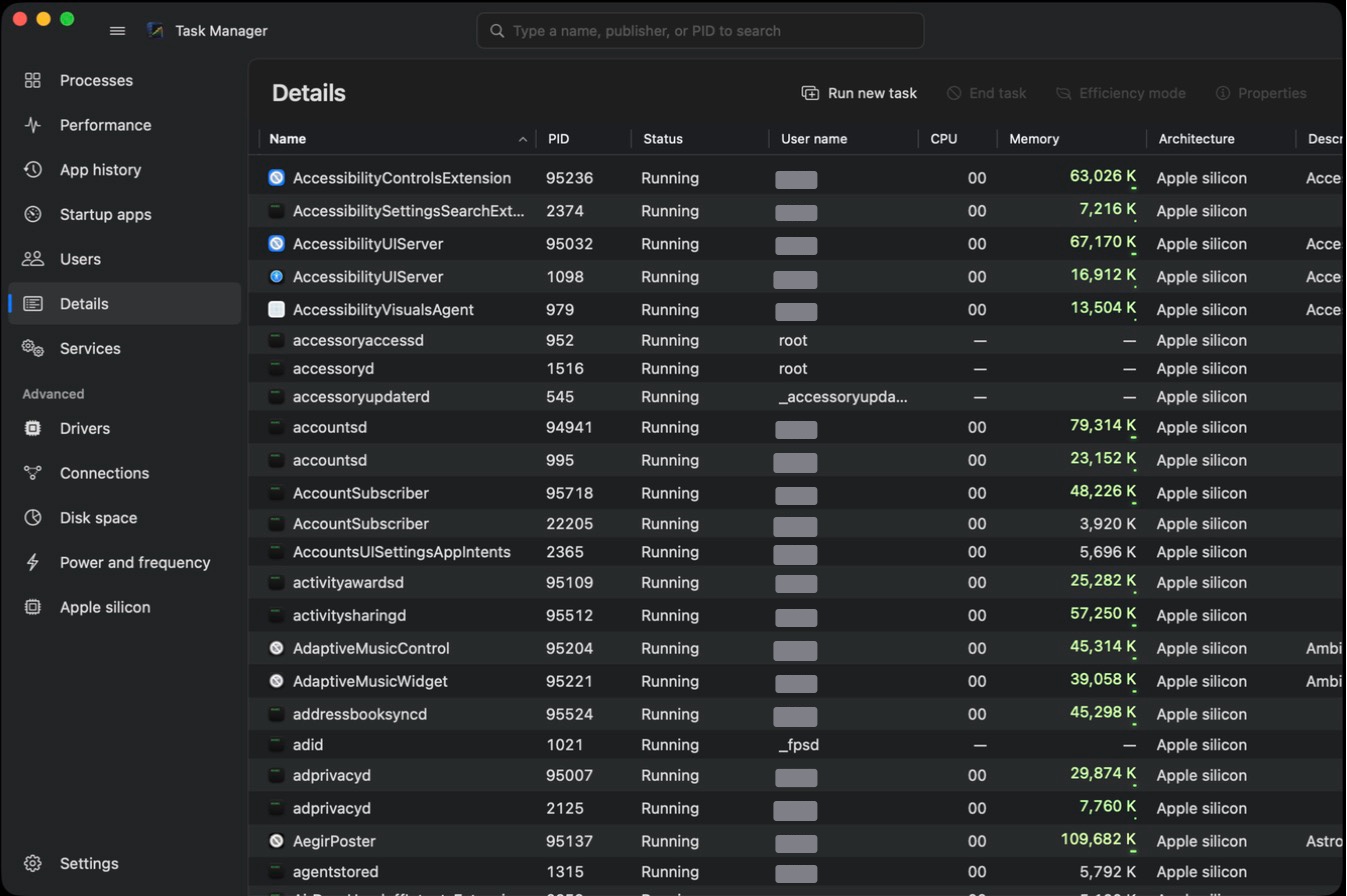 Task Manager
Type a name, publisher, or PID to search
Processes
Performance
App history
Startup apps
Users
Details
Services
Advanced
Drivers
Connections
Disk space
Power and frequency
Apple silicon
Settings
Details
Run new task End task Efficiency mode Properties
Name PID Status User name CPU Memory Architecture Descr
AccessibilityControlsExtension 95236 Running 00 63,026 K Apple silicon Acce
AccessibilitySettingsSearchExt... 2374 Running 00 7,216 K Apple silicon
AccessibilityUIServer 95032 Running 00 67,170 K Apple silicon Acce
AccessibilityUIServer 1098 Running 00 16,912 K Apple silicon Acce
AccessibilityVisualsAgent 979 Running 00 13,504 K Apple silicon Acce
accessoryaccessd 952 Running root — — Apple silicon
accessoryd 1516 Running root — — Apple silicon
accessoryupdaterd 545 Running _accessoryupda... — — Apple silicon
accountsd 94941 Running 00 79,314 K Apple silicon
accountsd 995 Running 00 23,152 K Apple silicon
AccountSubscriber 95718 Running 00 48,226 K Apple silicon
AccountSubscriber 22205 Running 00 3,920 K Apple silicon
AccountsUISettingsAppIntents 2365 Running 00 5,696 K Apple silicon
activityawardsd 95109 Running 00 25,282 K Apple silicon
activitysharingd 95512 Running 00 57,250 K Apple silicon
AdaptiveMusicControl 95204 Running 00 45,314 K Apple silicon Ambi
AdaptiveMusicWidget 95221 Running 00 39,058 K Apple silicon Ambi
addressbooksyncd 95524 Running 00 45,298 K Apple silicon
adid 1021 Running _fpsd — — Apple silicon
adprivacyd 95007 Running 00 29,874 K Apple silicon
adprivacyd 2125 Running 00 7,760 K Apple silicon
AegirPoster 95137 Running 00 109,682 K Apple silicon Astro
agentstored 1315 Running 00 5,792 K Apple silicon